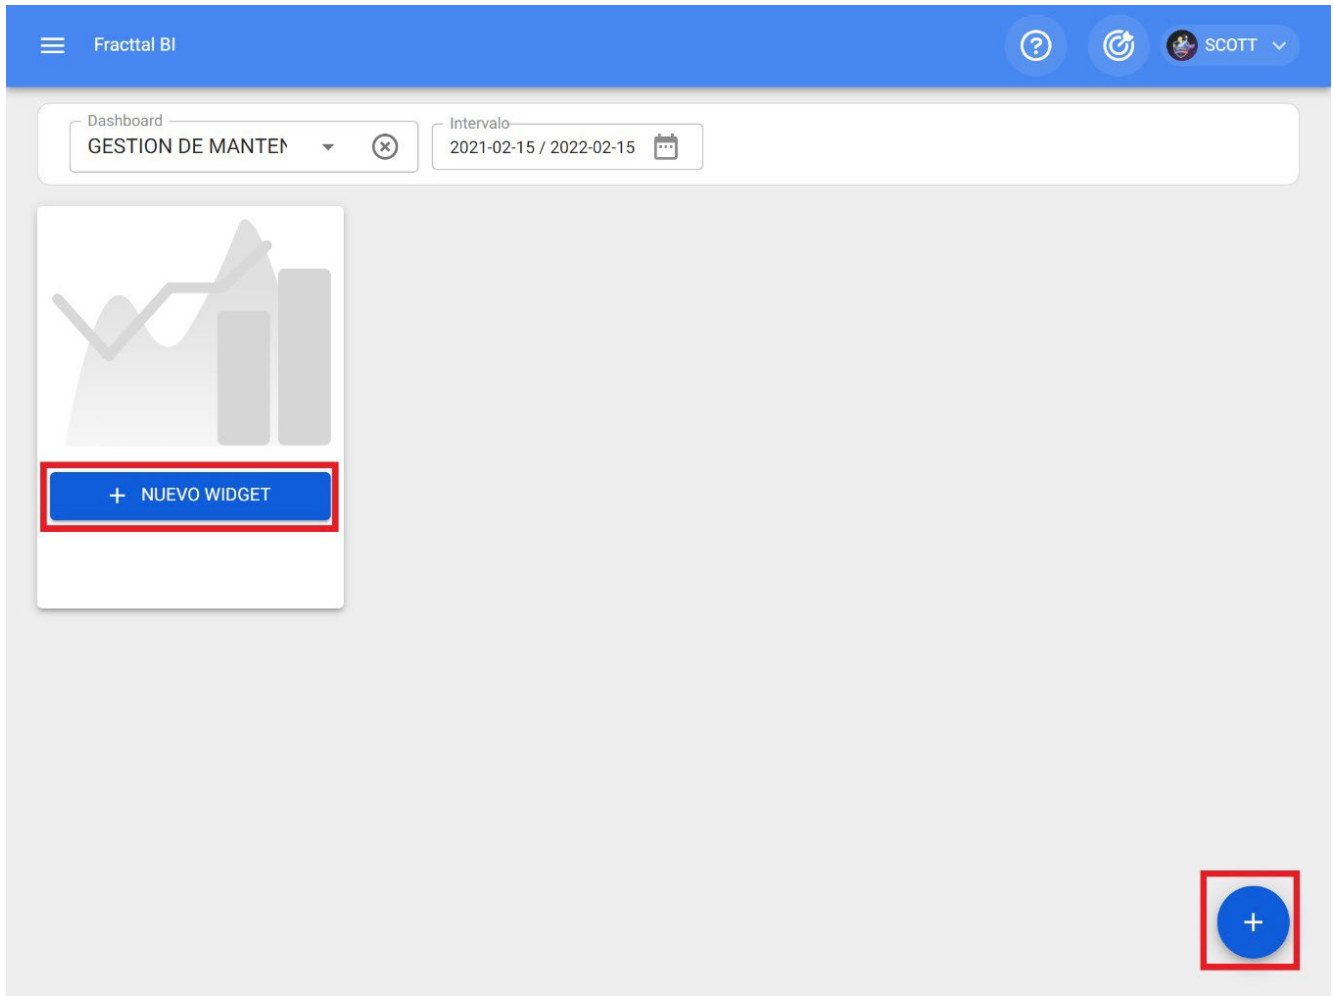 Fracttal BI
SCOTT
Dashboard
GESTION DE MANTEN
Intervalo
2021-02-15 / 2022-02-15
+ NUEVO WIDGET
+